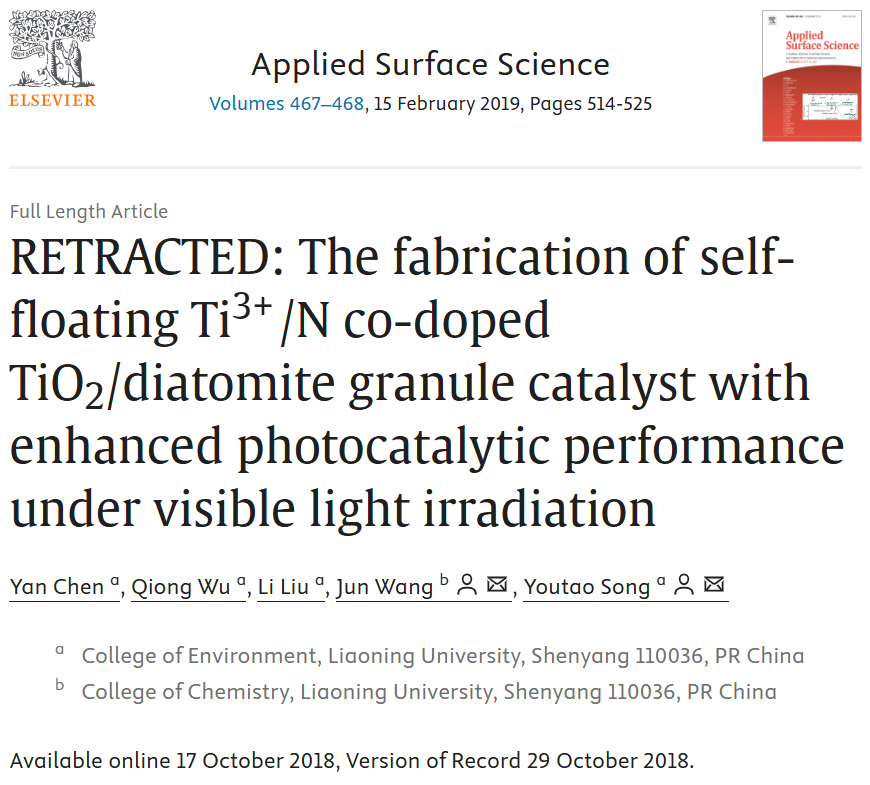 ELSEVIER
Applied Surface Science
Volumes 467–468, 15 February 2019, Pages 514-525
Applied
Surface Science
Full Length Article
RETRACTED: The fabrication of self-
floating Ti³⁺ /N co-doped
TiO₂/diatomite granule catalyst with
enhanced photocatalytic performance
under visible light irradiation
Yan Chen ᵃ, Qiong Wu ᵃ, Li Liu ᵃ, Jun Wang ᵇ, Youtao Song ᵃ
ᵃ College of Environment, Liaoning University, Shenyang 110036, PR China
ᵇ College of Chemistry, Liaoning University, Shenyang 110036, PR China
Available online 17 October 2018, Version of Record 29 October 2018.